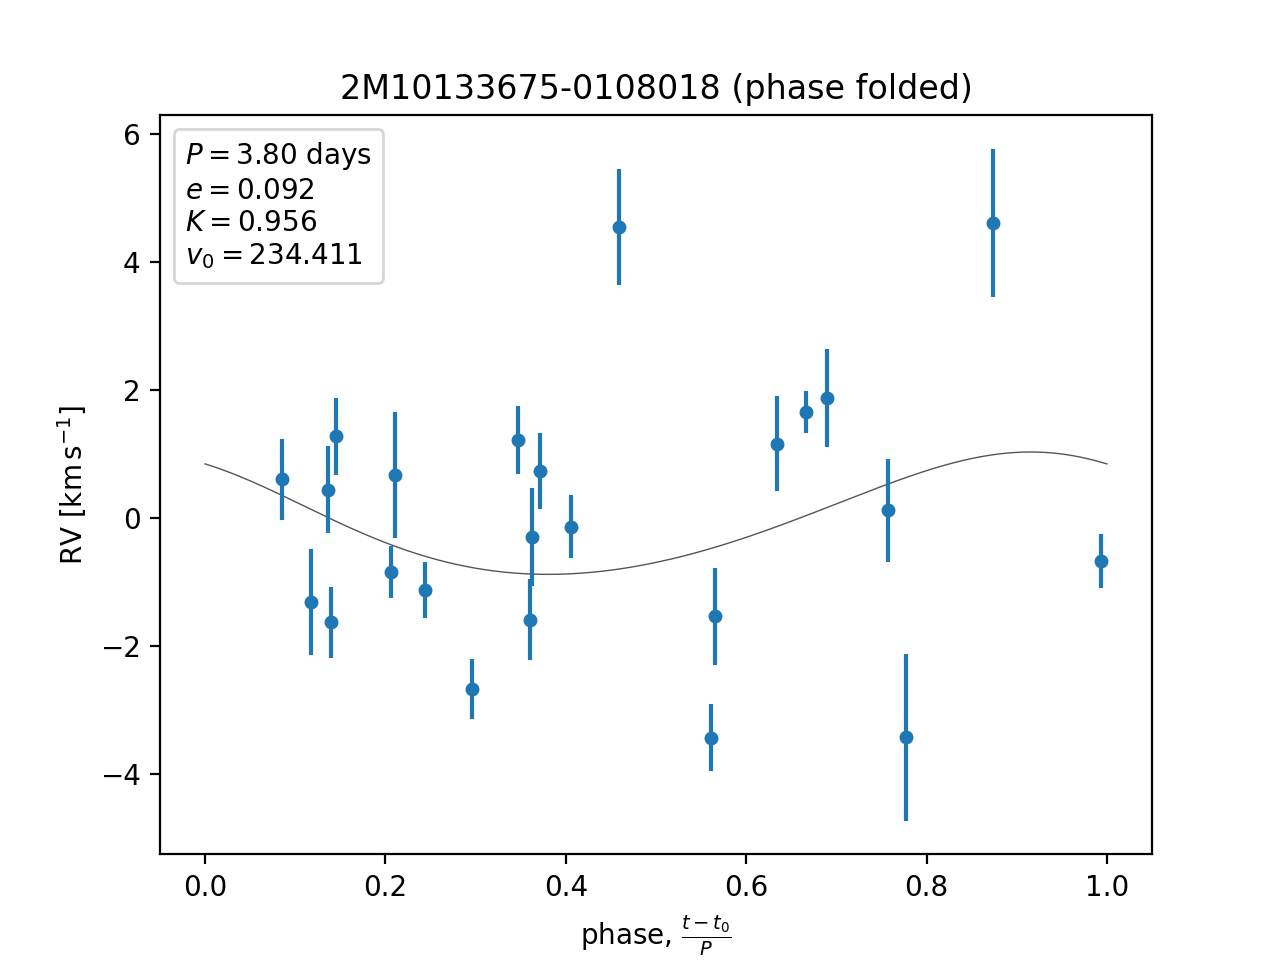 2M10133675-0108018 (phase folded)
P = 3.80 days
e = 0.092
K = 0.956
v₀ = 234.411
RV [km s⁻¹]
6
4
2
0
−2
−4
0.0 0.2 0.4 0.6 0.8 1.0
phase, (t − t₀)/P